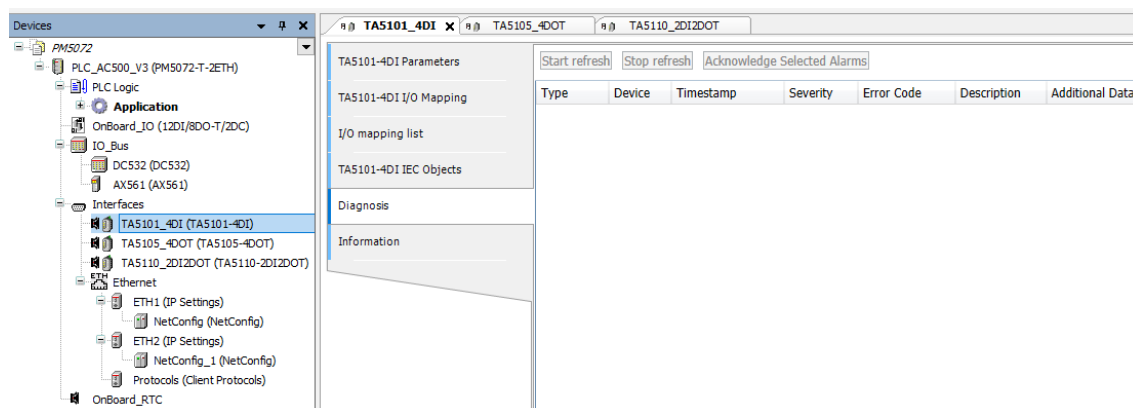 Devices
PM5072
PLC_AC500_V3 (PM5072-T-2ETH)
PLC Logic
Application
OnBoard_IO (12DI/8DO-T/2DC)
IO_Bus
DC532 (DC532)
AX561 (AX561)
Interfaces
TA5101_4DI (TA5101-4DI)
TA5105_4DOT (TA5105-4DOT)
TA5110_2DI2DOT (TA5110-2DI2DOT)
ETH
Ethernet
ETH1 (IP Settings)
NetConfig (NetConfig)
ETH2 (IP Settings)
NetConfig_1 (NetConfig)
Protocols (Client Protocols)
OnBoard_RTC
TA5101_4DI TA5105_4DOT TA5110_2DI2DOT
TA5101-4DI Parameters
TA5101-4DI I/O Mapping
I/O mapping list
TA5101-4DI IEC Objects
Diagnosis
Information
Start refresh Stop refresh Acknowledge Selected Alarms
Type Device Timestamp Severity Error Code Description Additional Data